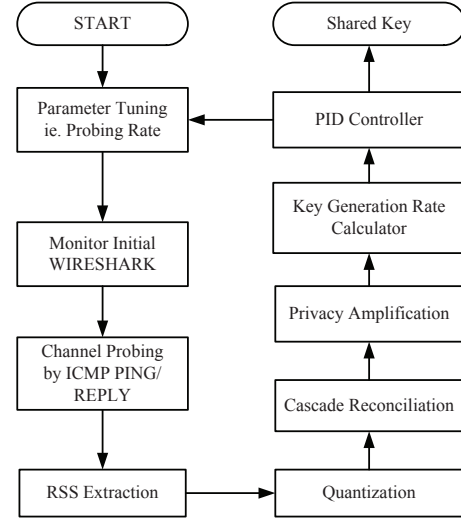 START
Parameter Tuning
ie. Probing Rate
Monitor Initial
WIRESHARK
Channel Probing
by ICMP PING/
REPLY
RSS Extraction
Quantization
Cascade Reconciliation
Privacy Amplification
Key Generation Rate
Calculator
PID Controller
Shared Key